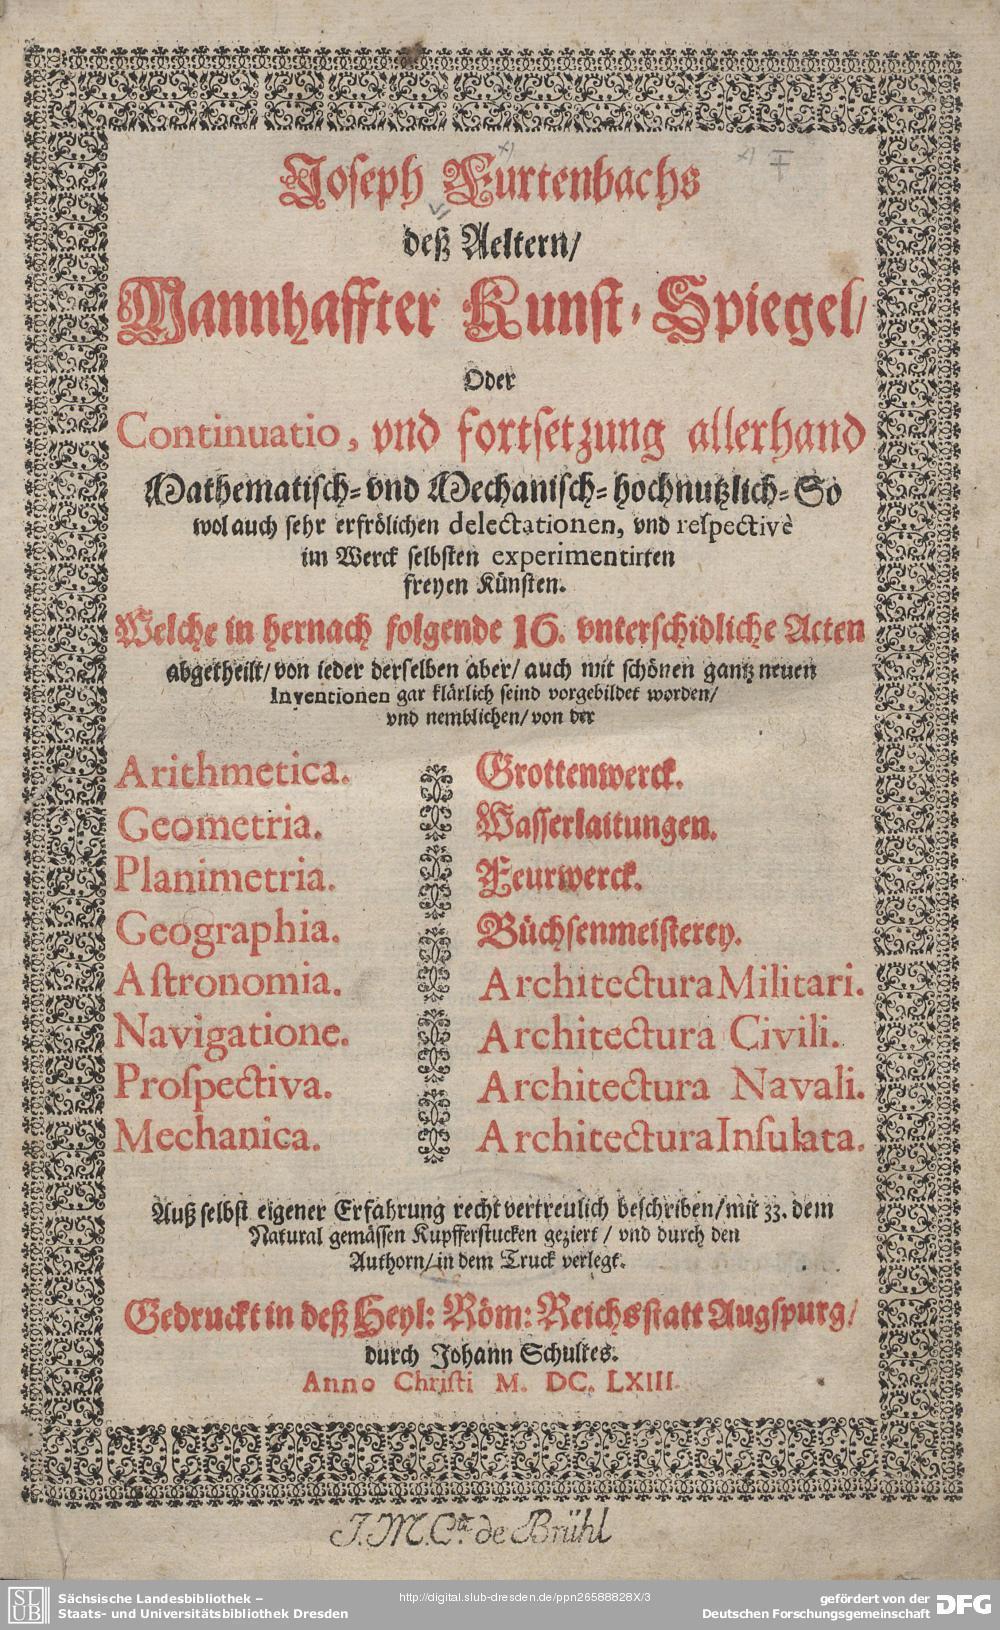 Joseph Furtenbachs
deß Aeltern/
Mannhaffter Kunst-Spiegel/
Oder
Continuatio, vnd fortsetzung allerhand
Mathematisch- vnd Mechanisch-hochnutzlich-So
wol auch sehr erfrölichen delectationen, vnd respectivè
im Werck selbsten experimentirten
freyen Künsten.
Welche in hernach folgende 16. vnterschidliche Acten
abgetheilt/ von ieder derselben aber/ auch mit schönen gantz neuen
Inventionen gar klärlich seind vorgebildet worden/
vnd nemblichen/ von der
Arithmetica.
Geometria.
Planimetria.
Geographia.
Astronomia.
Navigatione.
Prospectiva.
Mechanica.
Grottenwerck.
Wasserlaitungen.
Feurwerck.
Büchsenmeisterey.
Architectura Militari.
Architectura Civili.
Architectura Navali.
Architectura Insulata.
Auß selbst eigener Erfahrung recht vertreulich beschriben/ mit 33. dem
Natural gemässen Kupfferstucken geziert/ vnd durch den
Authorn/ in dem Truck verlegt.
Gedruckt in deß Heyl: Röm: Reichsstatt Augspurg/
durch Johann Schultes.
Anno Christi M. DC. LXIII.
J. M. C.te de Brühl
SLUB
Sächsische Landesbibliothek –
Staats- und Universitätsbibliothek Dresden
http://digital.slub-dresden.de/ppn26588828X/3
gefördert von der
Deutschen Forschungsgemeinschaft
DFG